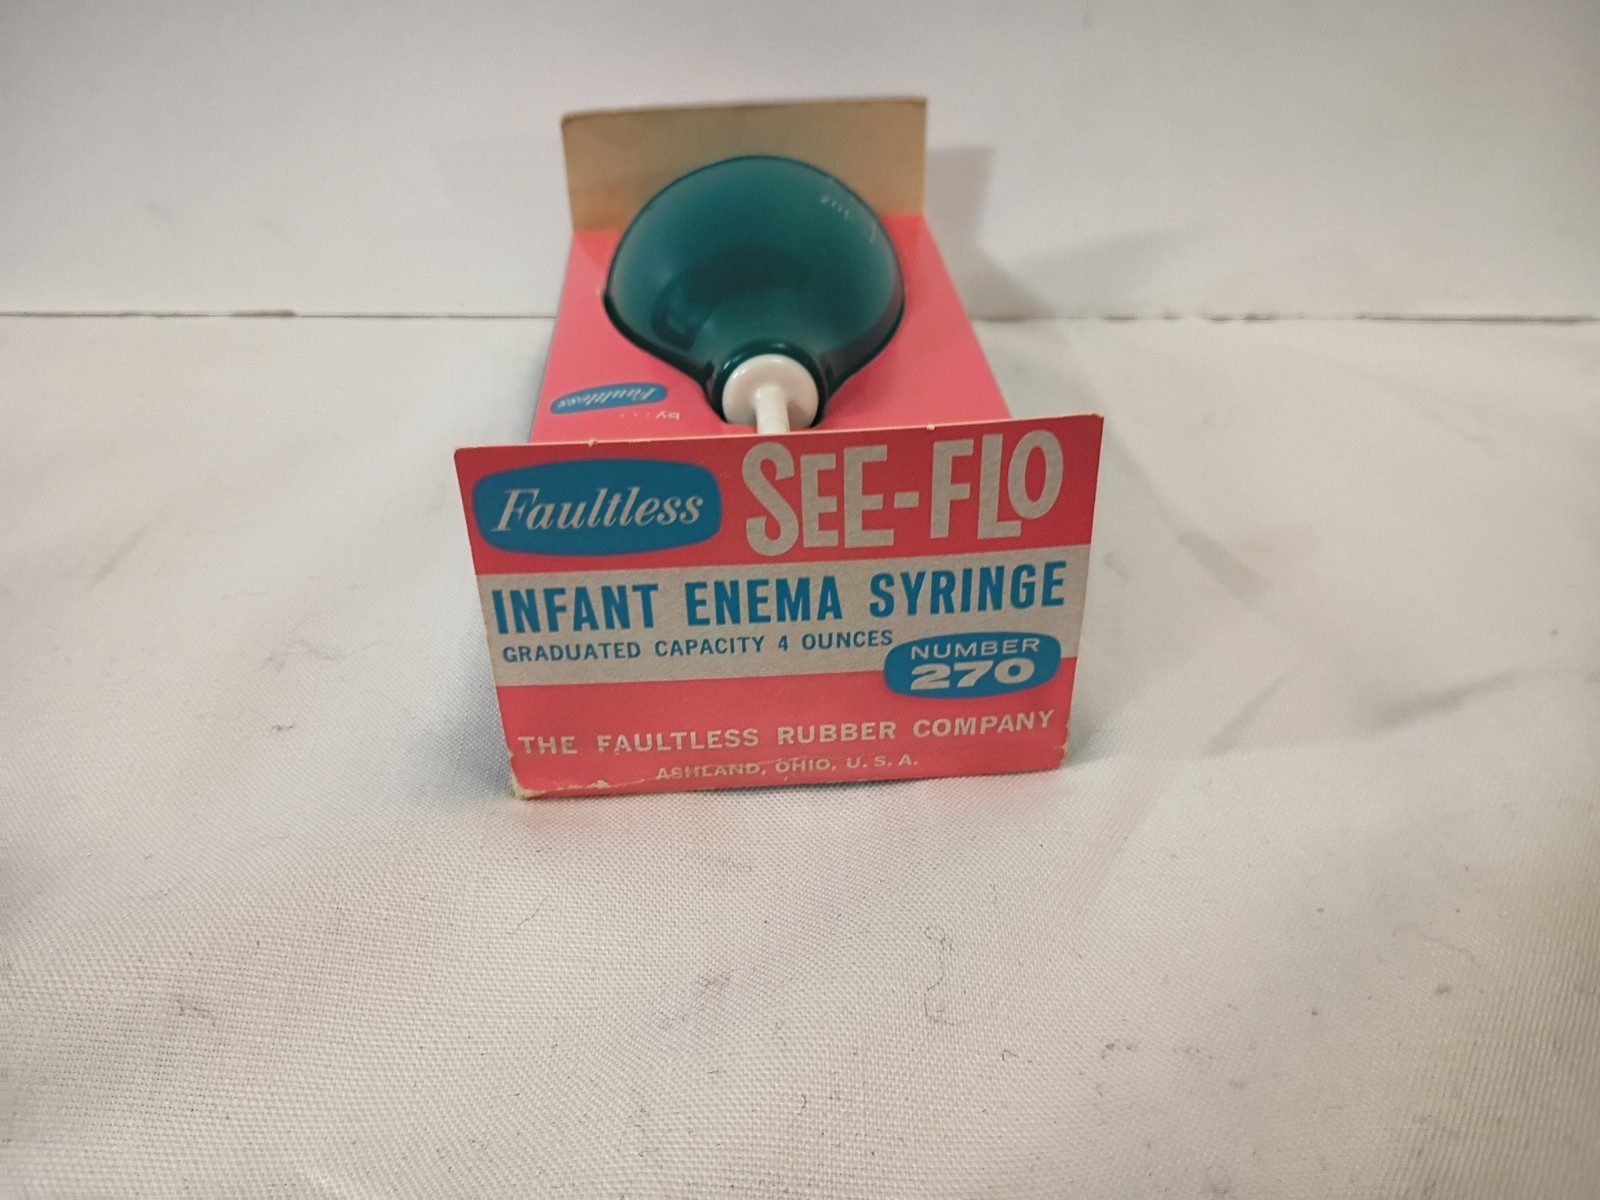 by....
Faultless
Faultless SEE-FLO
INFANT ENEMA SYRINGE
GRADUATED CAPACITY 4 OUNCES
NUMBER
270
THE FAULTLESS RUBBER COMPANY
ASHLAND, OHIO, U.S.A.